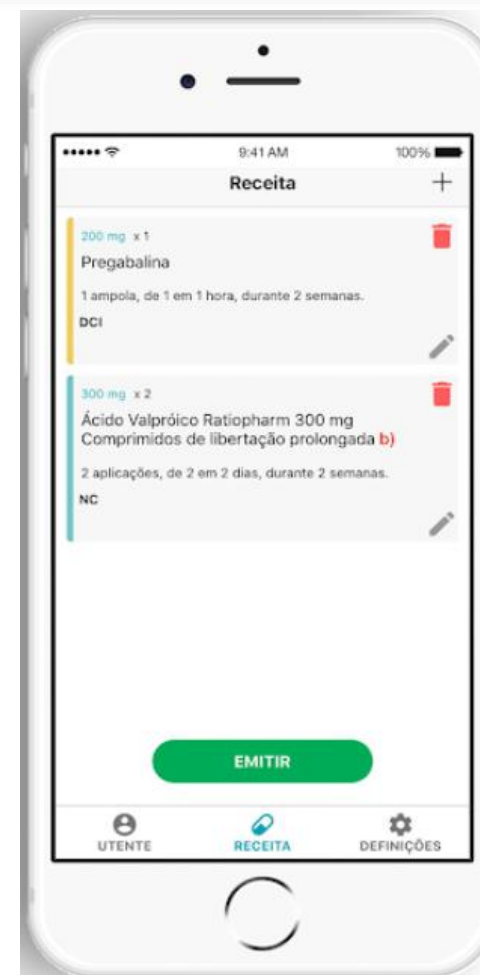 9:41 AM 100%
Receita
200 mg x 1
Pregabalina
1 ampola, de 1 em 1 hora, durante 2 semanas.
DCI
300 mg x 2
Ácido Valpróico Ratiopharm 300 mg
Comprimidos de libertação prolongada b)
2 aplicações, de 2 em 2 dias, durante 2 semanas.
NC
EMITIR
UTENTE RECEITA DEFINIÇÕES